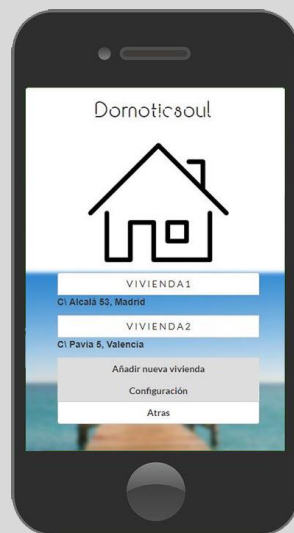 Domoticsoul
VIVIENDA1
C\ Alcalá 53, Madrid
VIVIENDA2
C\ Pavia 5, Valencia
Añadir nueva vivienda
Configuración
Atras